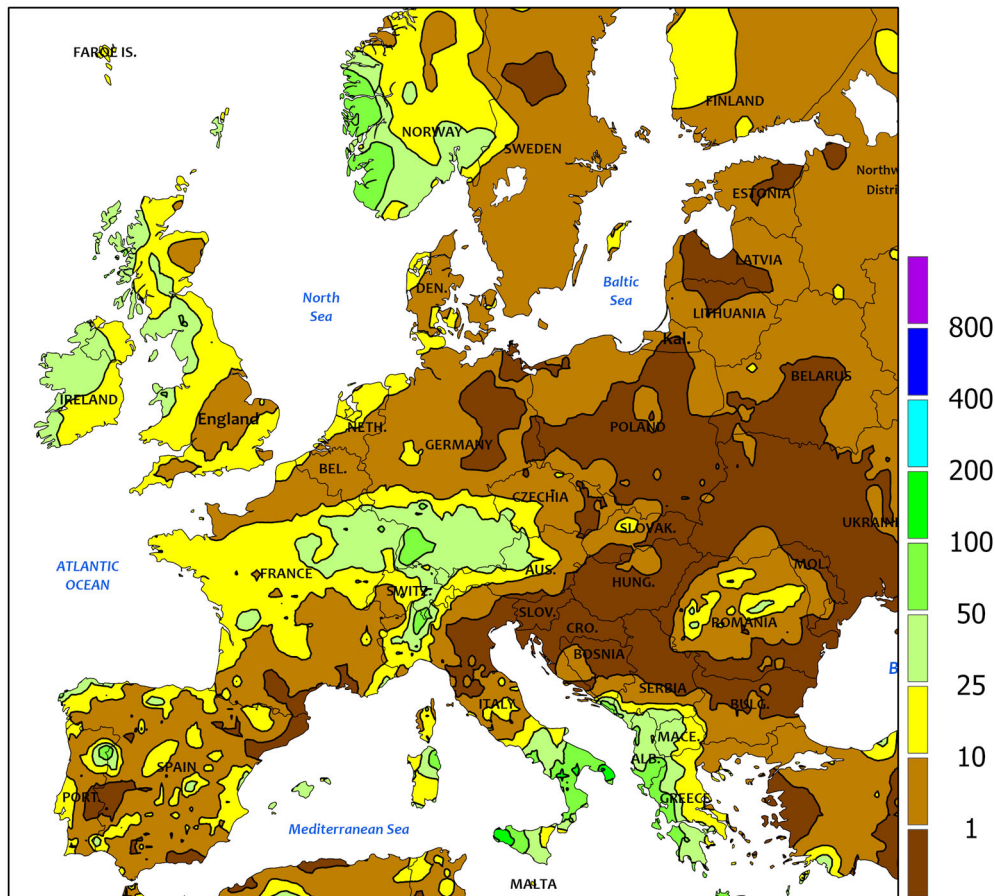 FAROE IS.
FINLAND
NORWAY
SWEDEN
Northw
Distri
ESTONIA
LATVIA
DEN.
Baltic
Sea
North
Sea
LITHUANIA
800
Kal.
BELARUS
IRELAND
400
England
NETH.
POLAND
GERMANY
BEL.
200
CZECHIA
UKRAIN
SLOVAK.
100
ATLANTIC
OCEAN
FRANCE
AUS.
MOL.
HUNG.
SWITZ.
SLOV.
50
ROMANIA
CRO.
BOSNIA
B
SERBIA
25
ITALY
BULG.
MACE.
10
ALB.
SPAIN
PORT.
GREECE
Mediterranean Sea
1
MALTA